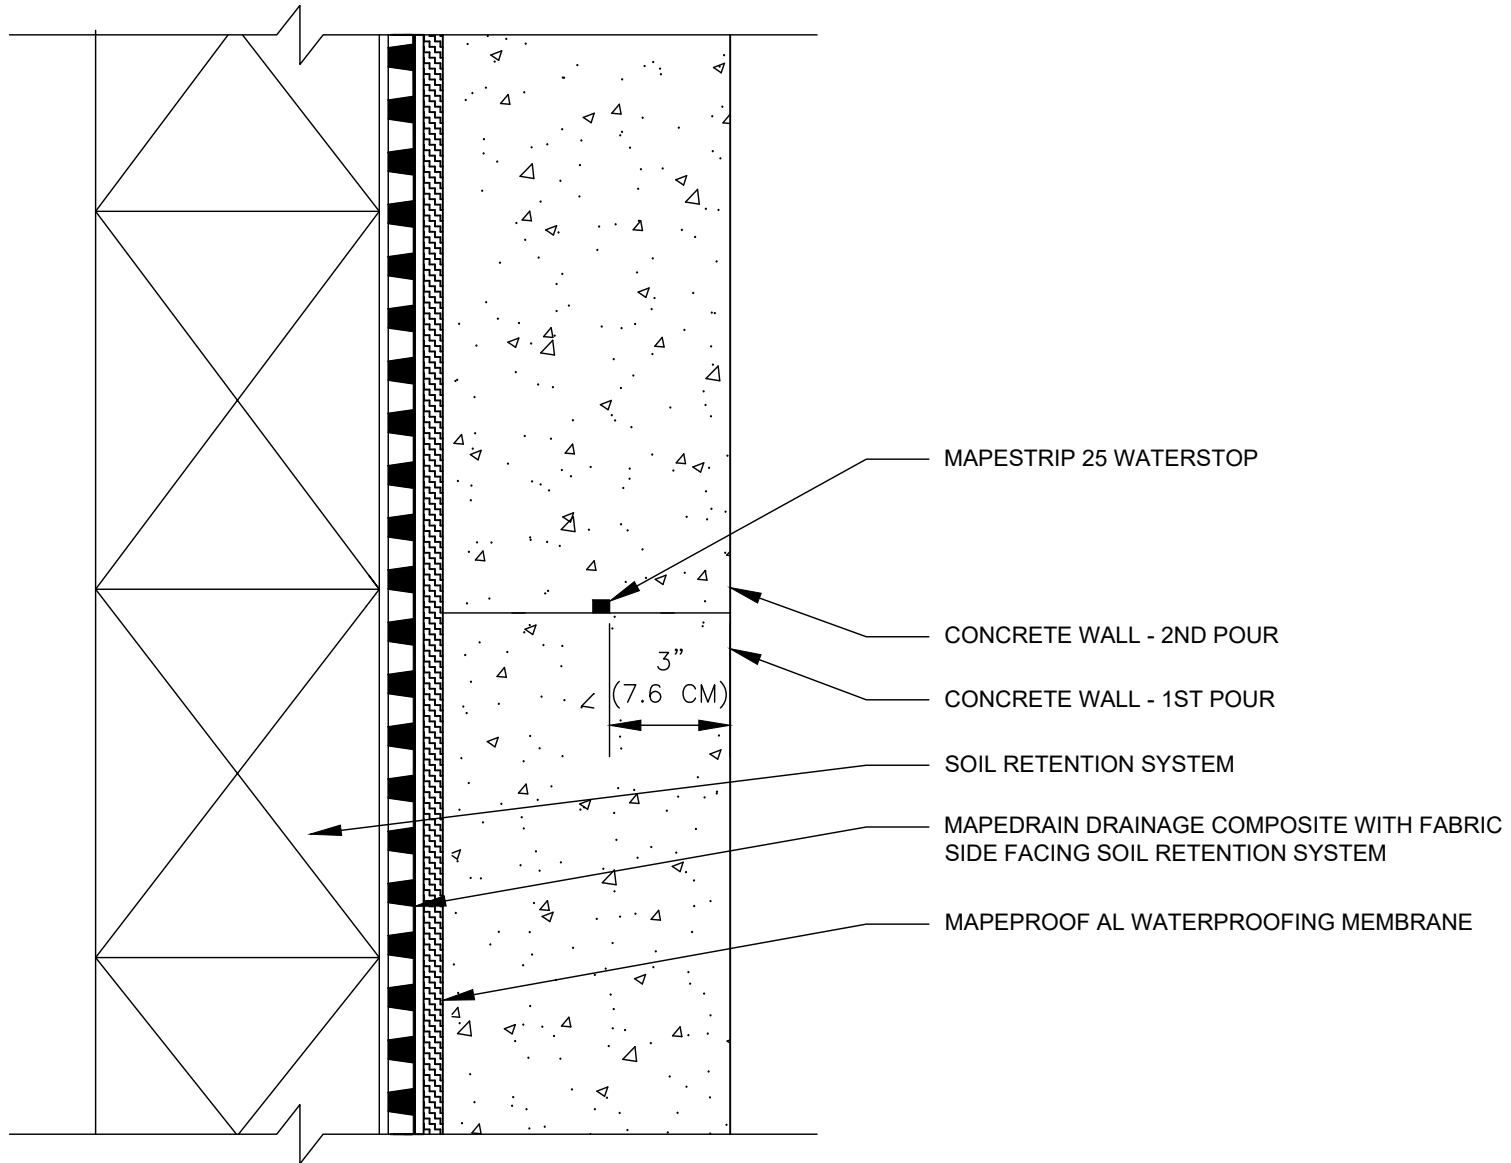 MAPESTRIP 25 WATERSTOP
CONCRETE WALL - 2ND POUR
3”
(7.6 CM)
CONCRETE WALL - 1ST POUR
SOIL RETENTION SYSTEM
MAPEDRAIN DRAINAGE COMPOSITE WITH FABRIC
SIDE FACING SOIL RETENTION SYSTEM
MAPEPROOF AL WATERPROOFING MEMBRANE